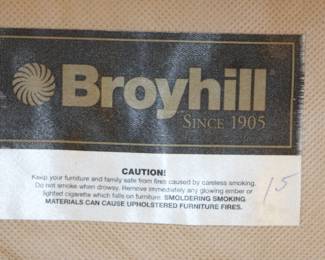 Broyhill®
SINCE 1905
CAUTION!
Keep your furniture and family safe from fires caused by careless smoking.
Do not smoke when drowsy. Remove immediately any glowing ember or
lighted cigarette which falls on furniture. SMOLDERING SMOKING
MATERIALS CAN CAUSE UPHOLSTERED FURNITURE FIRES.
15